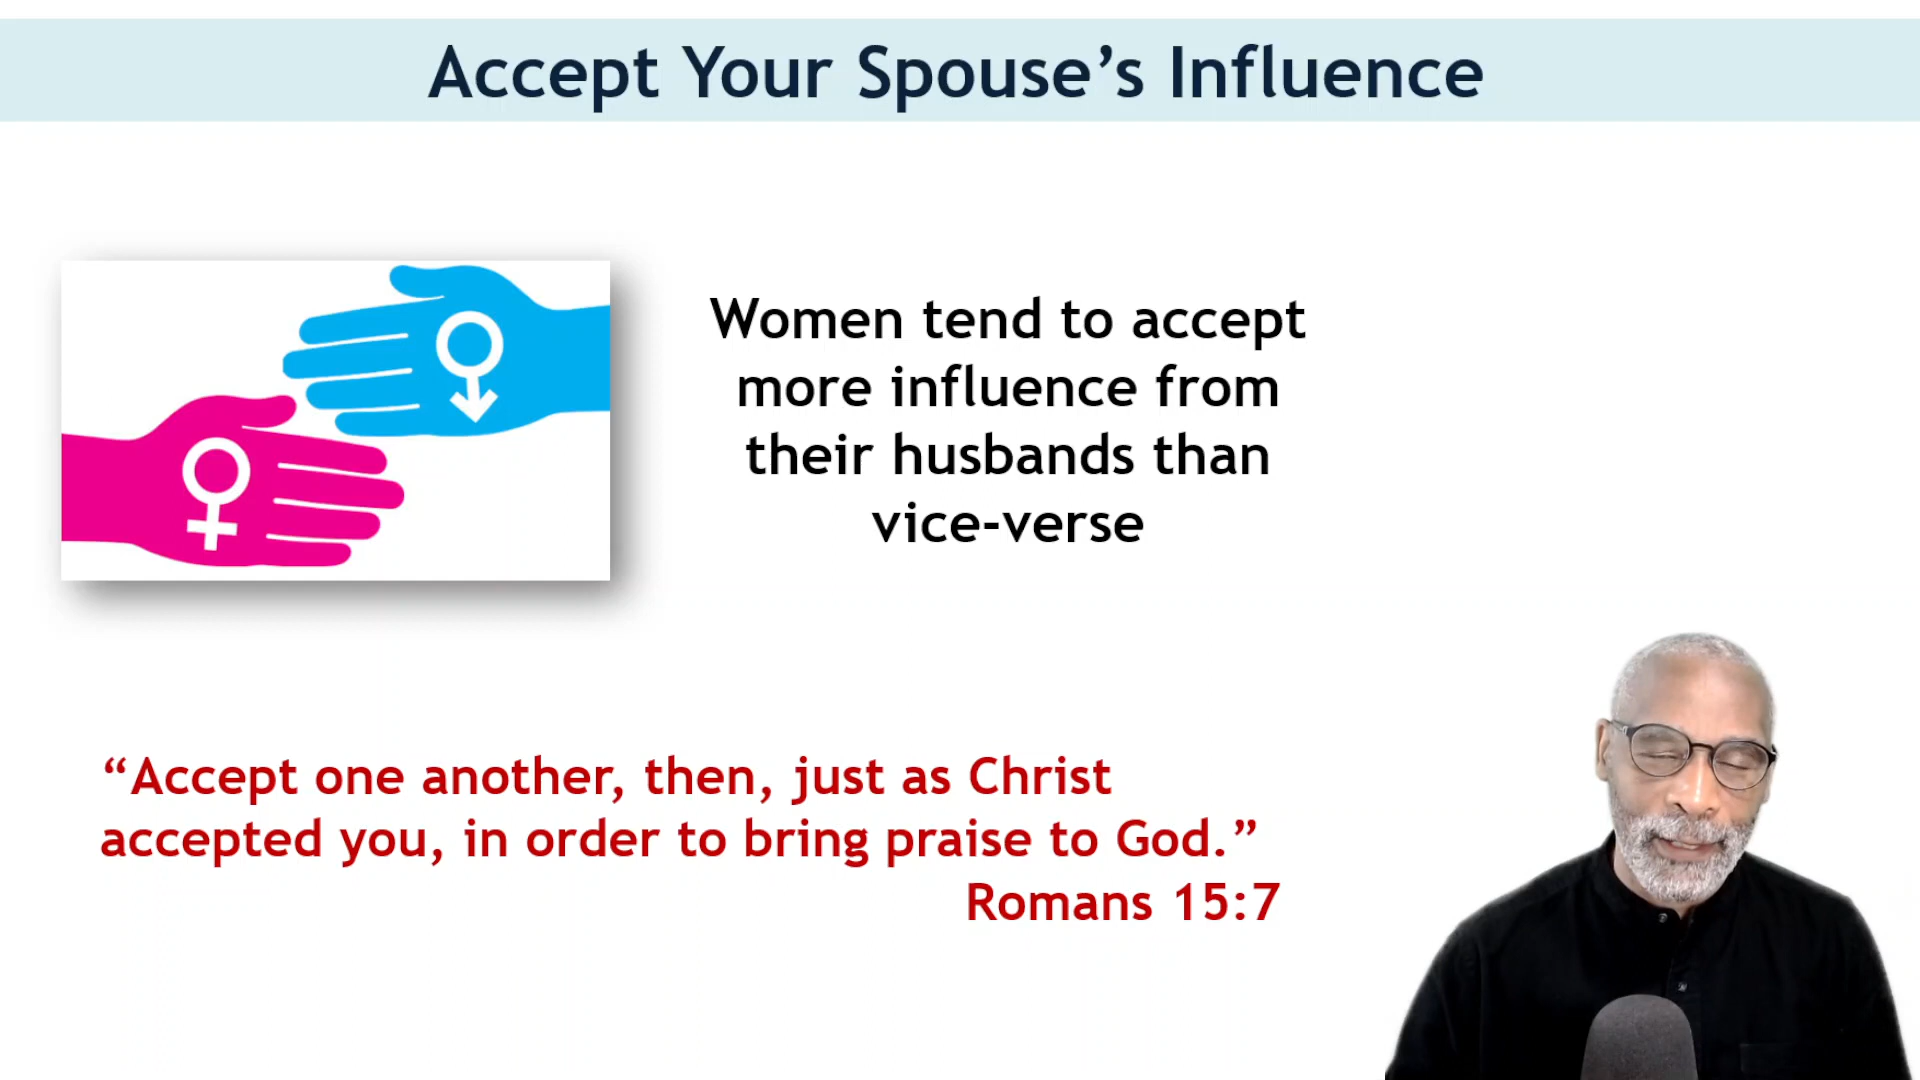 Accept Your Spouse’s Influence
Women tend to accept
more influence from
their husbands than
vice-verse
“Accept one another, then, just as Christ
accepted you, in order to bring praise to God.”
Romans 15:7